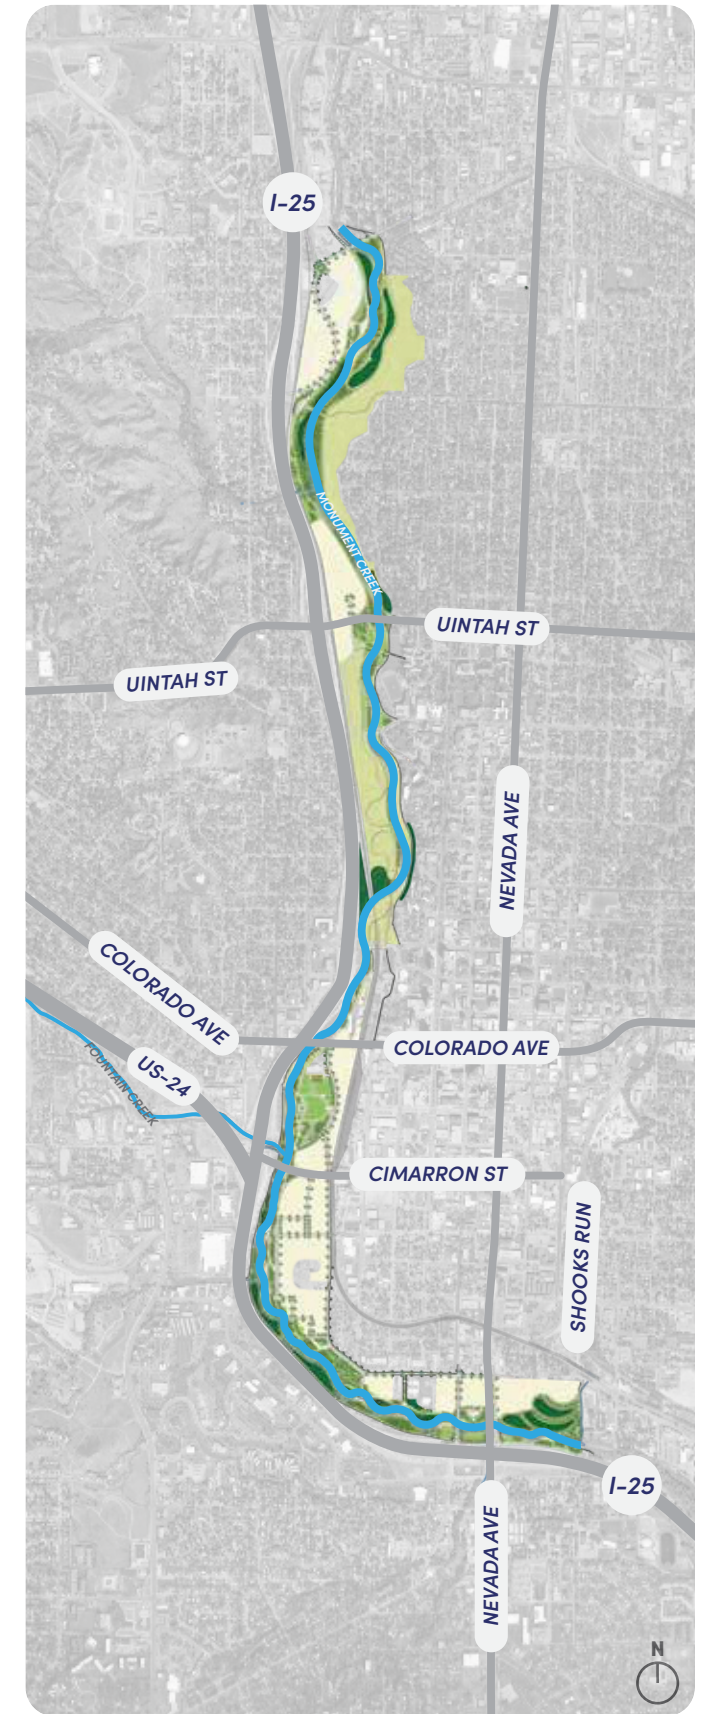 I-25
MONUMENT CREEK
UINTAH ST
UINTAH ST
NEVADA AVE
COLORADO AVE
COLORADO AVE
US-24
FOUNTAIN CREEK
CIMARRON ST
SHOOKS RUN
I-25
NEVADA AVE
N